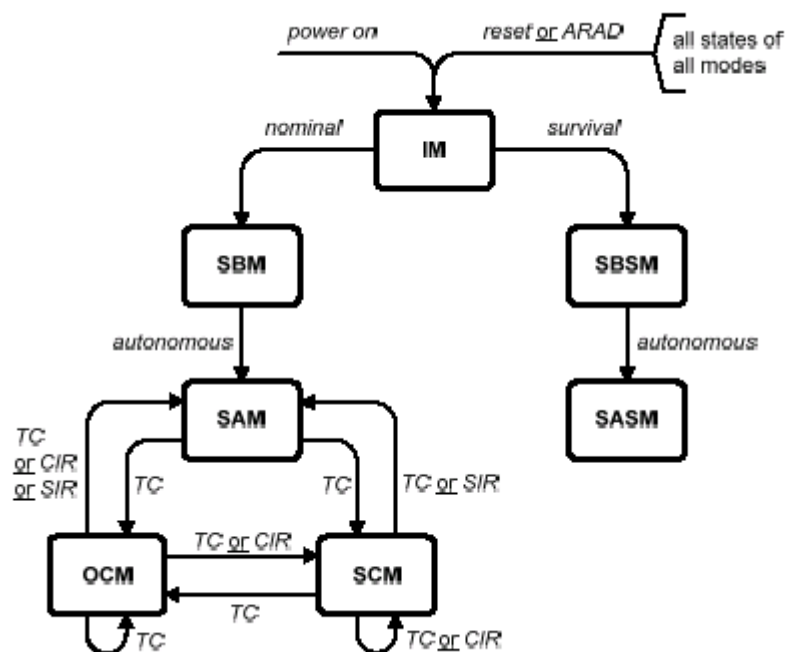 power on
reset or ARAD
all states of
all modes
IM
nominal
survival
SBM
SBSM
autonomous
autonomous
SAM
SASM
TC
or CIR
or SIR
TC
TC
TC or SIR
OCM
TC or CIR
SCM
TC
TC
TC or CIR